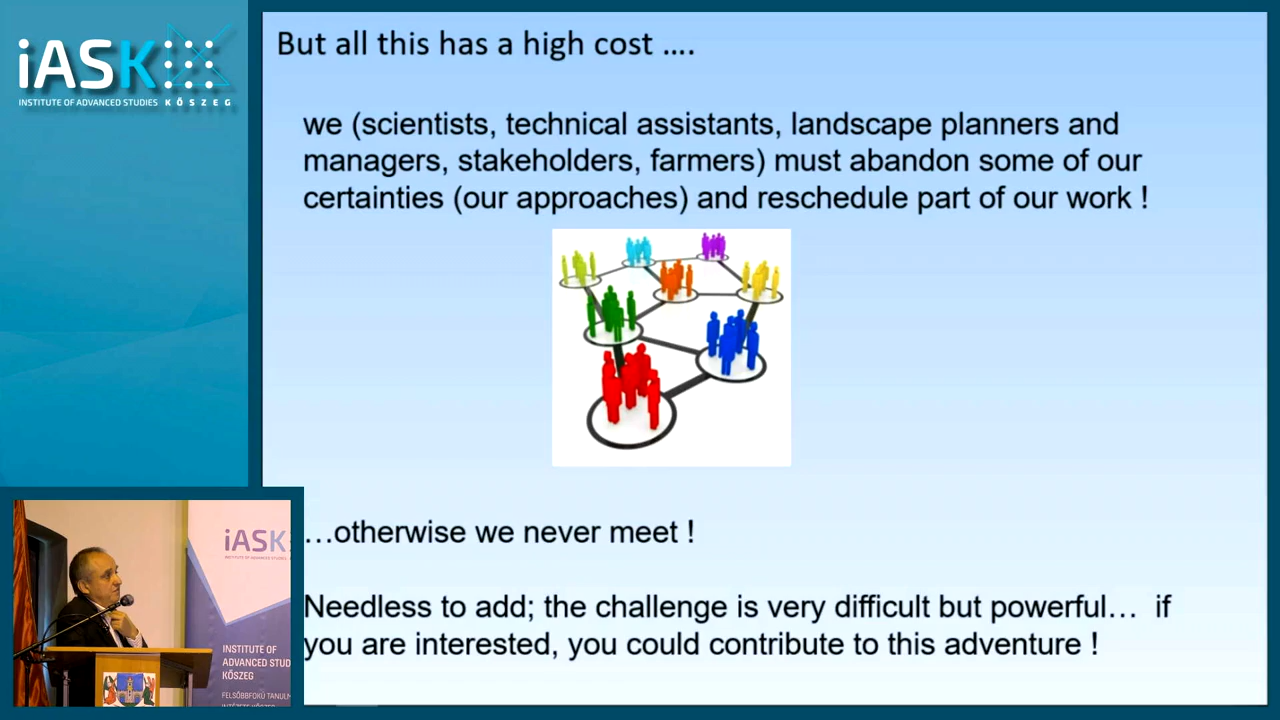 iASK
INSTITUTE OF ADVANCED STUDIES KŐSZEG
But all this has a high cost ….
we (scientists, technical assistants, landscape planners and
managers, stakeholders, farmers) must abandon some of our
certainties (our approaches) and reschedule part of our work !
…otherwise we never meet !
Needless to add; the challenge is very difficult but powerful… if
you are interested, you could contribute to this adventure !
iASK
INSTITUTE OF
ADVANCED STUD
KŐSZEG
FELSŐBBFOKÚ TANULM